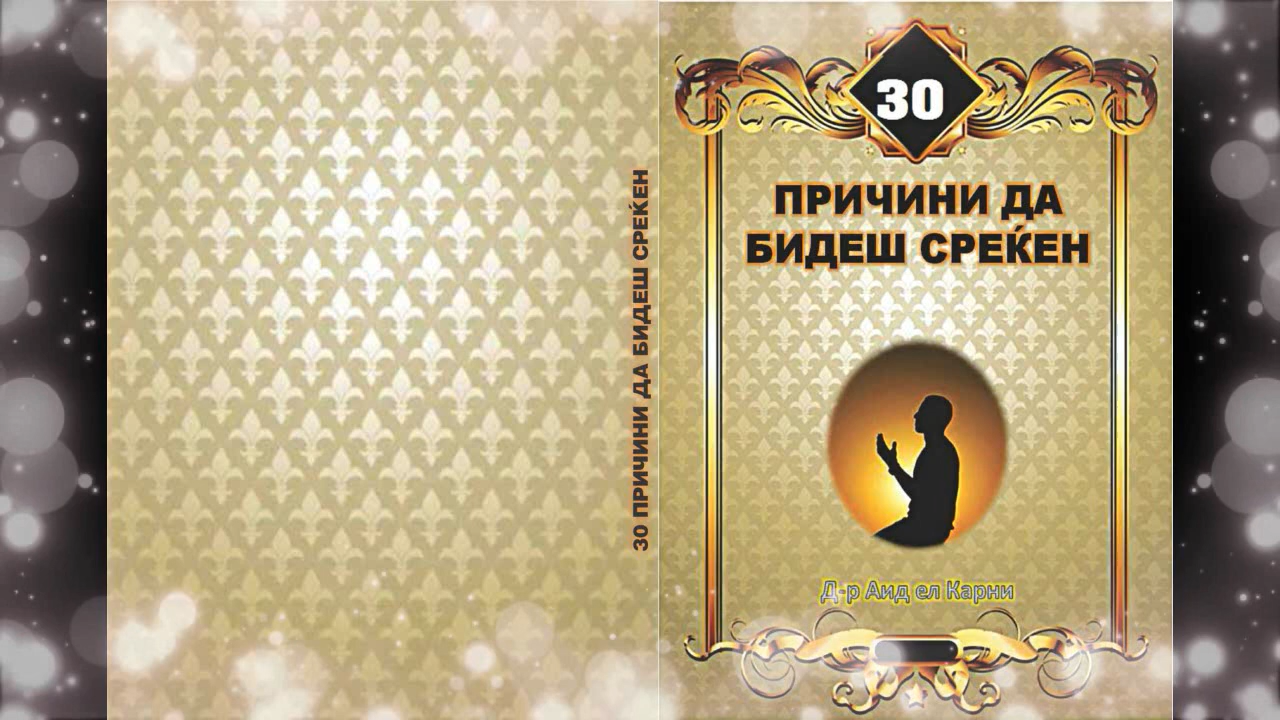 30 ПРИЧИНИ ДА БИДЕШ СРЕЌЕН
30
ПРИЧИНИ ДА
БИДЕШ СРЕЌЕН
Д-р Аид ел Карни